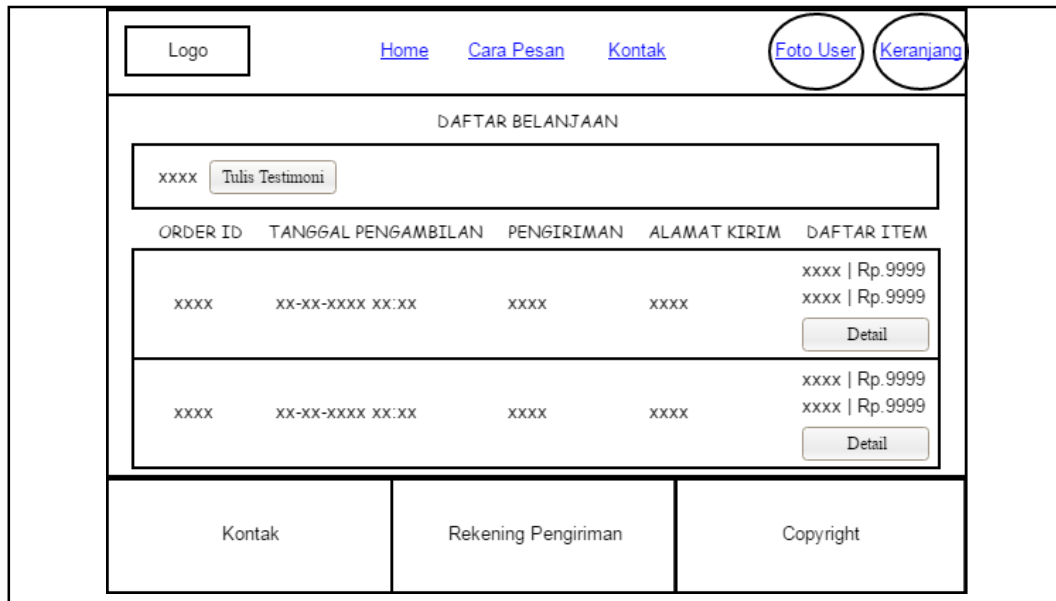 Logo Home Cara Pesan Kontak Foto User Keranjang
DAFTAR BELANJAAN
xxxx Tulis Testimoni
ORDER ID TANGGAL PENGAMBILAN PENGIRIMAN ALAMAT KIRIM DAFTAR ITEM
xxxx | Rp.9999
xxxx xx-xx-xxxx xx:xx xxxx xxxx xxxx | Rp.9999
Detail
xxxx | Rp.9999
xxxx xx-xx-xxxx xx:xx xxxx xxxx xxxx | Rp.9999
Detail
Kontak Rekening Pengiriman Copyright